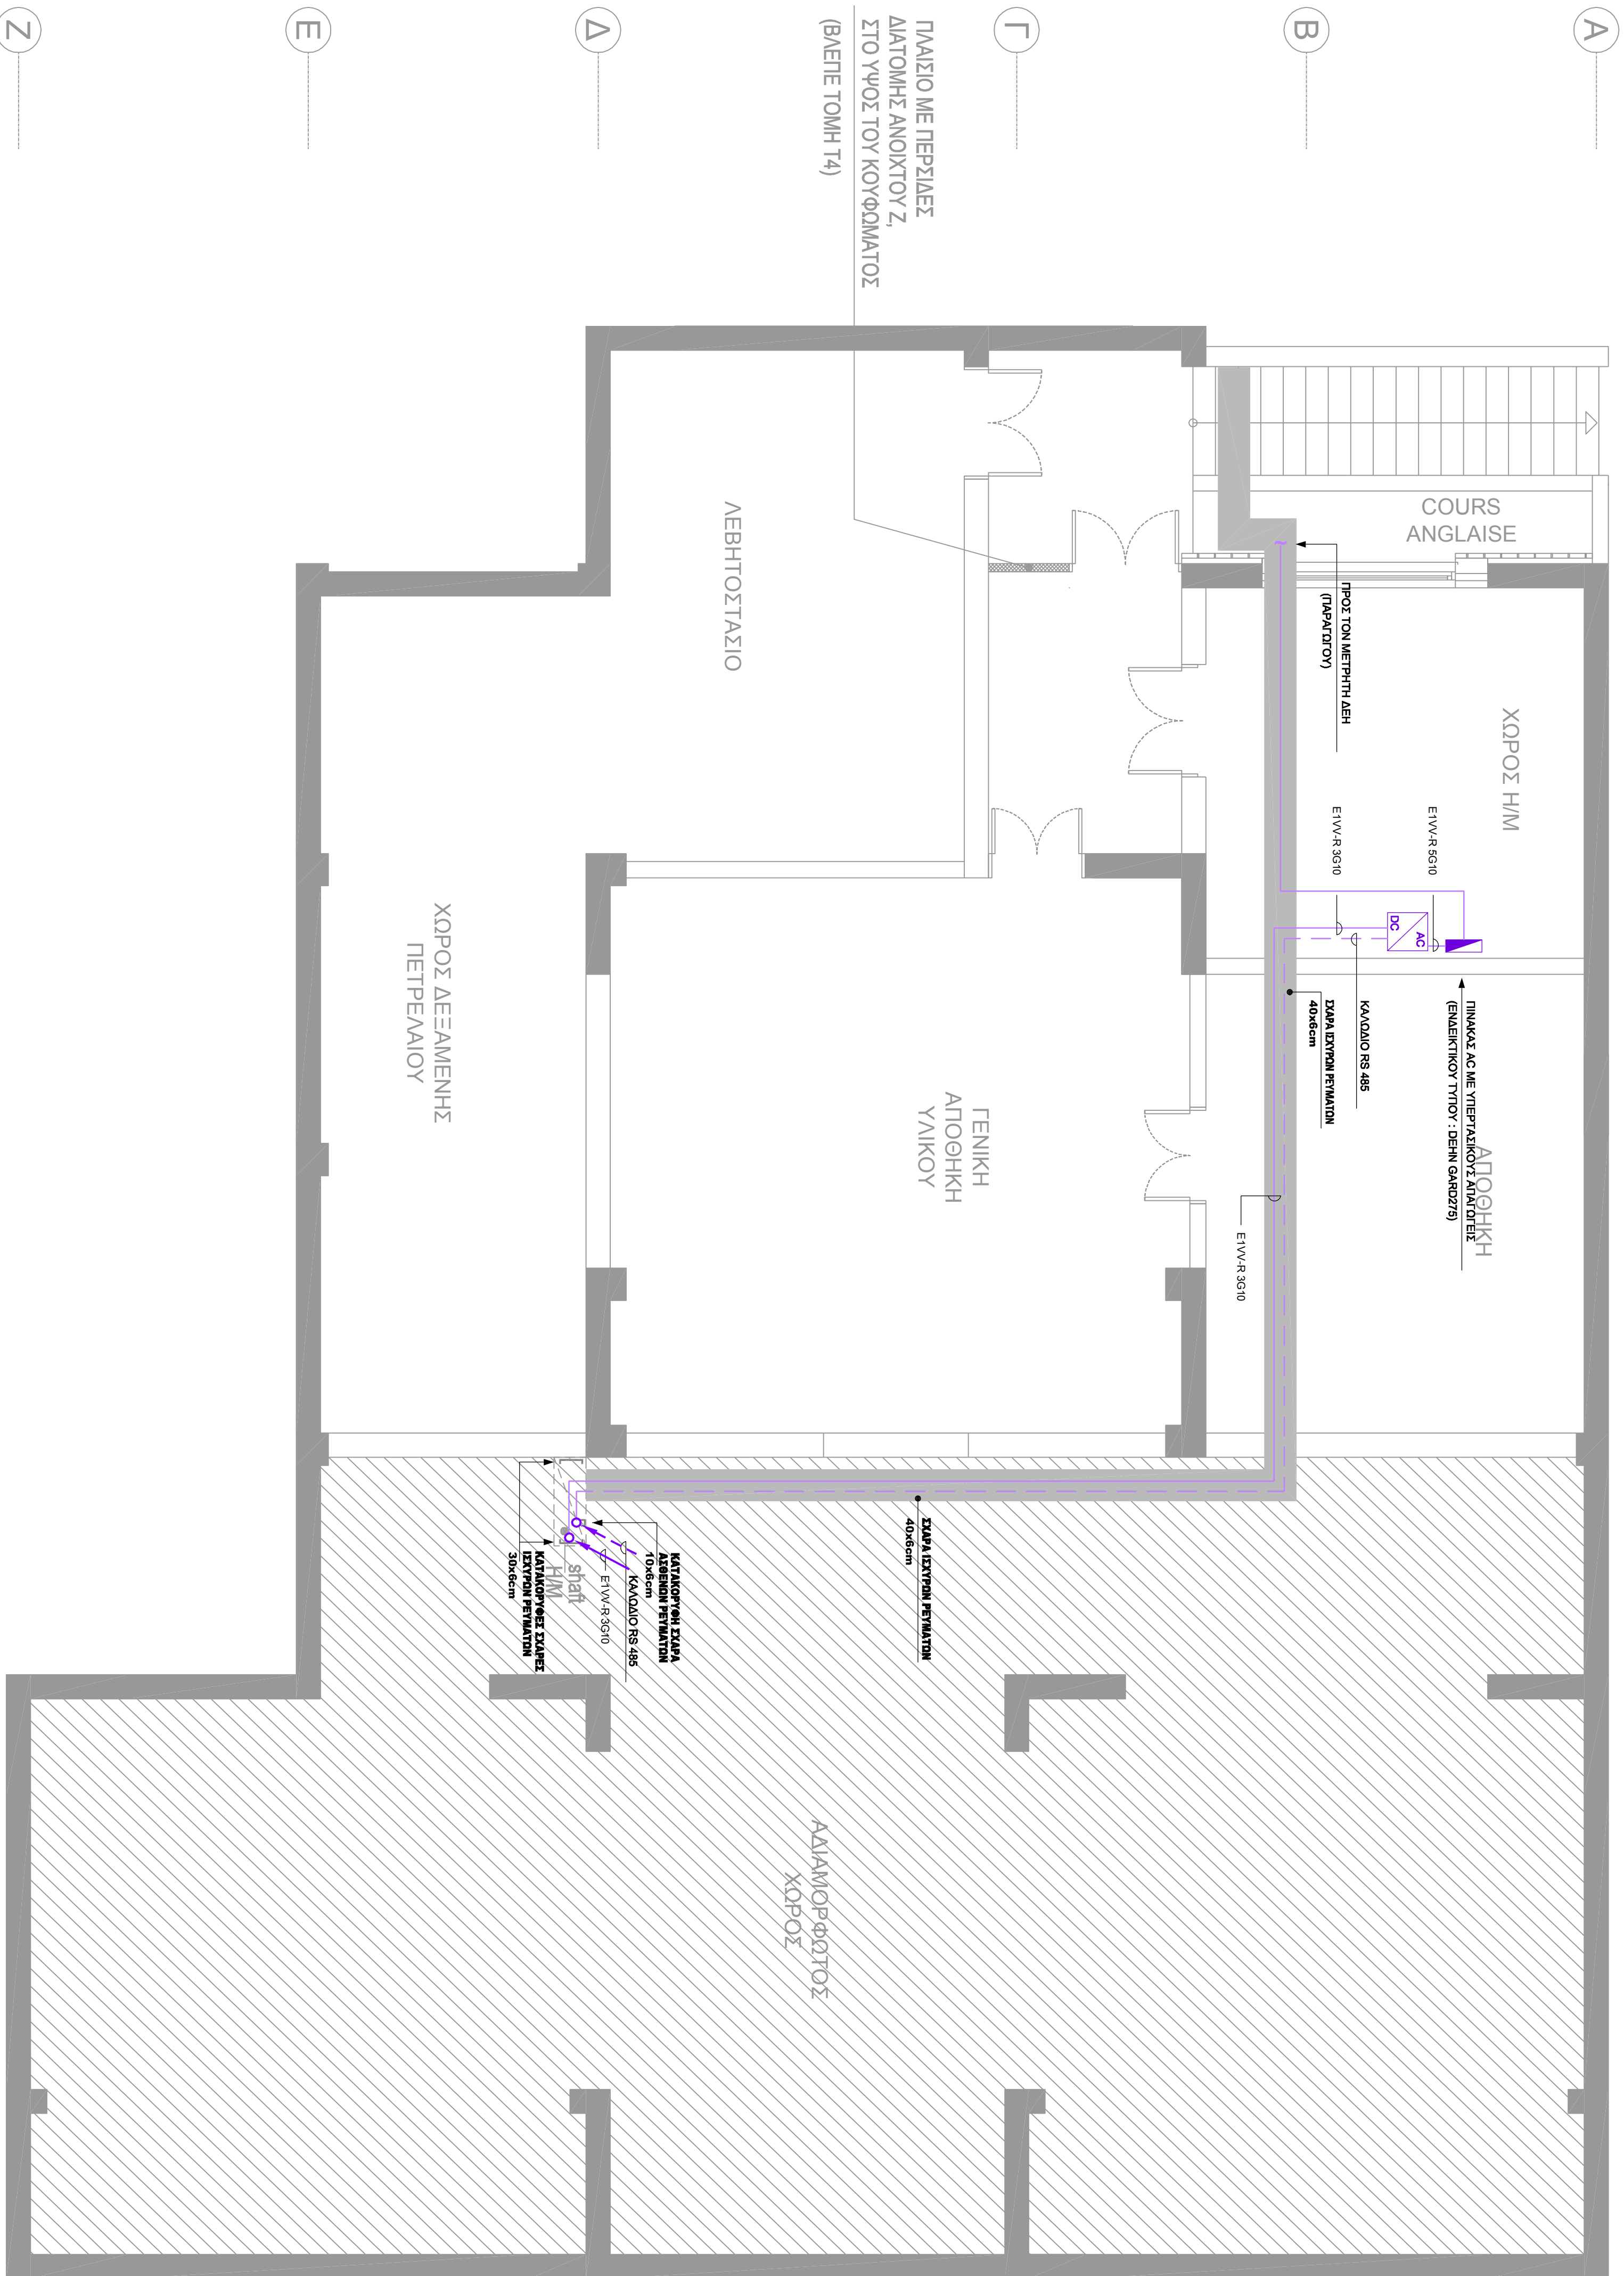 Α
Β
Γ
Δ
Ε
Ζ
ΠΛΑΙΣΙΟ ΜΕ ΠΕΡΣΙΔΕΣ
ΔΙΑΤΟΜΗΣ ΑΝΟΙΧΤΟΥ Ζ,
ΣΤΟ ΥΨΟΣ ΤΟΥ ΚΟΥΦΩΜΑΤΟΣ
(ΒΛΕΠΕ ΤΟΜΗ Τ4)
COURS
ANGLAISE
ΠΡΟΣ ΤΟΝ ΜΕΤΡΗΤΗ ΔΕΗ
(ΠΑΡΑΓΩΓΟΥ)
ΧΩΡΟΣ Η/Μ
E1VV-R 5G10
E1VV-R 3G10
AC
DC
ΠΙΝΑΚΑΣ AC ΜΕ ΥΠΕΡΤΑΣΙΚΟΥΣ ΑΠΑΓΩΓΕΙΣ
(ΕΝΔΕΙΚΤΙΚΟΥ ΤΥΠΟΥ : DEHN GARD275)
ΑΠΟΘΗΚΗ
ΚΑΛΩΔΙΟ RS 485
ΣΧΑΡΑ ΙΣΧΥΡΩΝ ΡΕΥΜΑΤΩΝ
40x6cm
E1VV-R 3G10
ΛΕΒΗΤΟΣΤΑΣΙΟ
ΓΕΝΙΚΗ
ΑΠΟΘΗΚΗ
ΥΛΙΚΟΥ
ΧΩΡΟΣ ΔΕΞΑΜΕΝΗΣ
ΠΕΤΡΕΛΑΙΟΥ
ΣΧΑΡΑ ΙΣΧΥΡΩΝ ΡΕΥΜΑΤΩΝ
40x6cm
ΚΑΤΑΚΟΡΥΦΗ ΣΧΑΡΑ
ΑΣΘΕΝΩΝ ΡΕΥΜΑΤΩΝ
10x6cm
ΚΑΛΩΔΙΟ RS 485
E1VV-R 3G10
shaft
Η/Μ
ΚΑΤΑΚΟΡΥΦΕΣ ΣΧΑΡΕΣ
ΙΣΧΥΡΩΝ ΡΕΥΜΑΤΩΝ
30x6cm
ΑΔΙΑΜΟΡΦΩΤΟΣ
ΧΩΡΟΣ